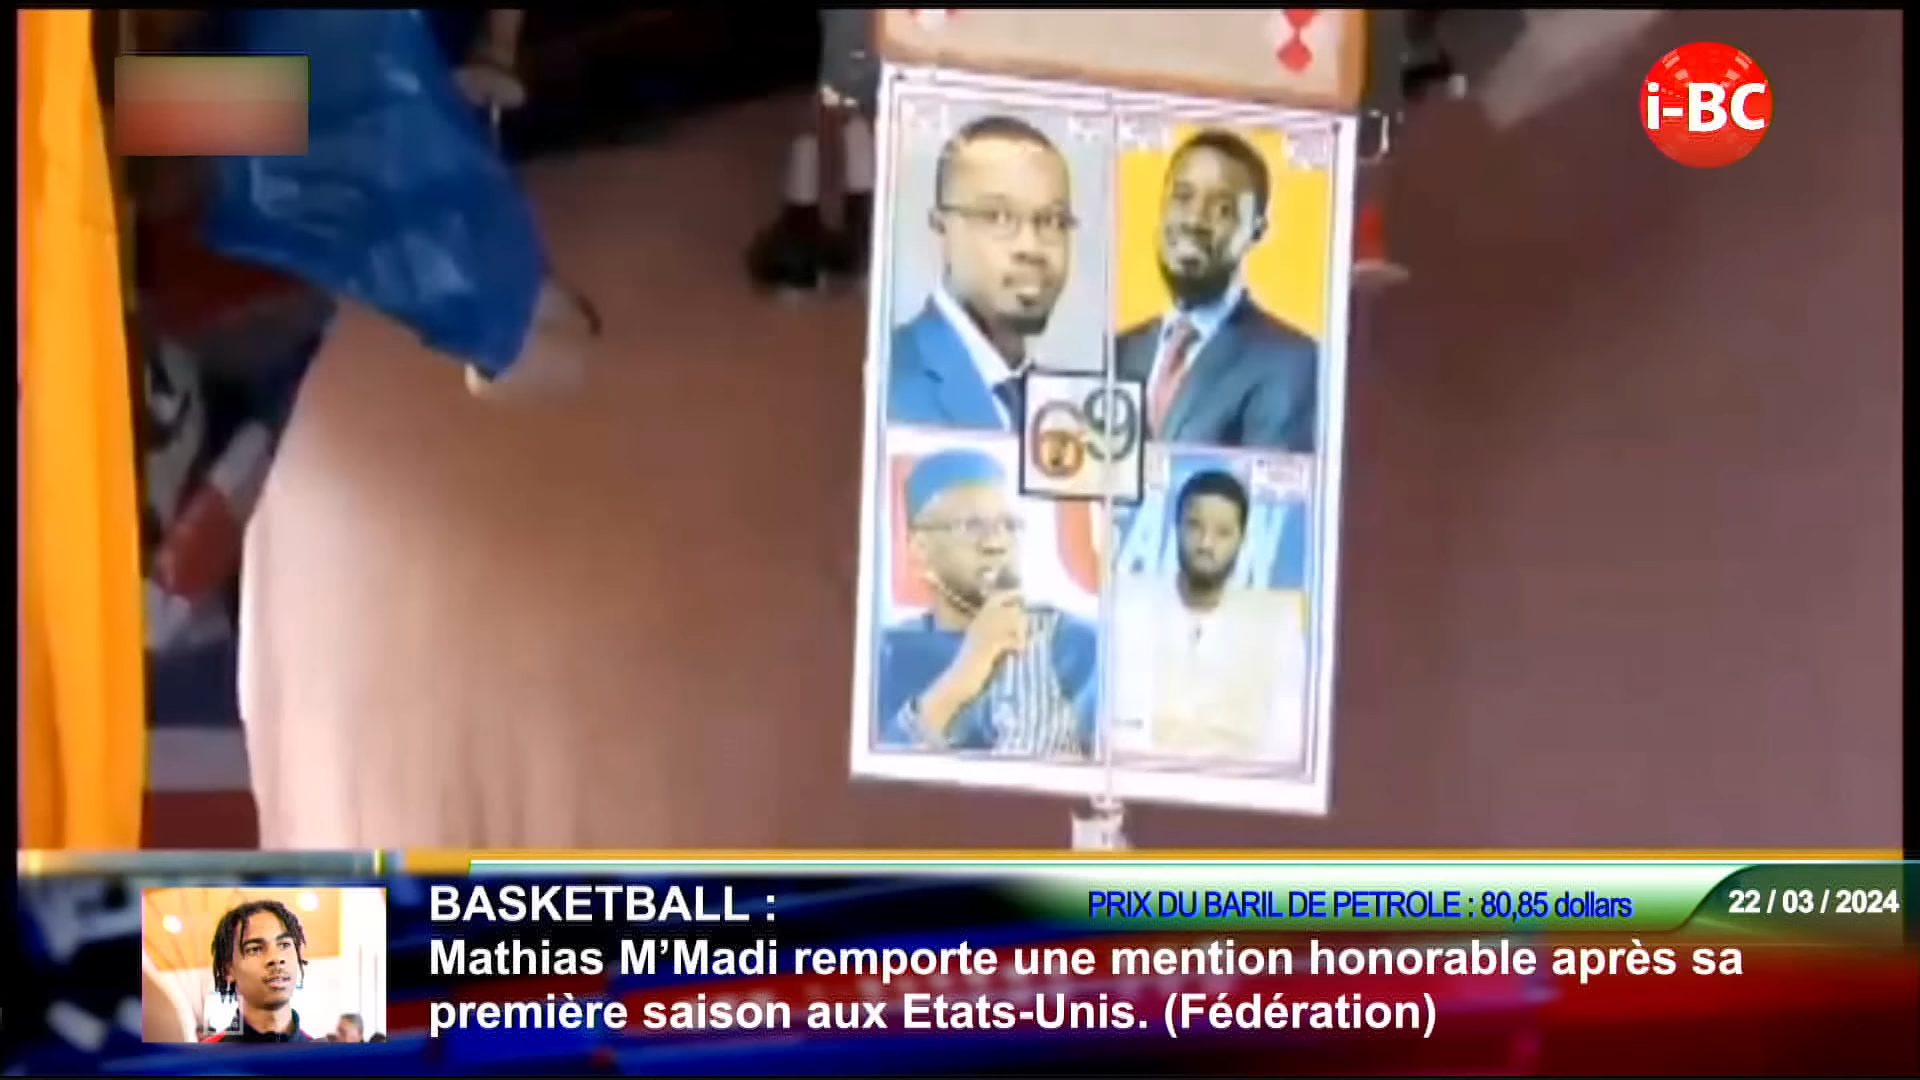 i-BC
69
BASKETBALL :
PRIX DU BARIL DE PETROLE : 80,85 dollars
22 / 03 / 2024
Mathias M’Madi remporte une mention honorable après sa
première saison aux Etats-Unis. (Fédération)